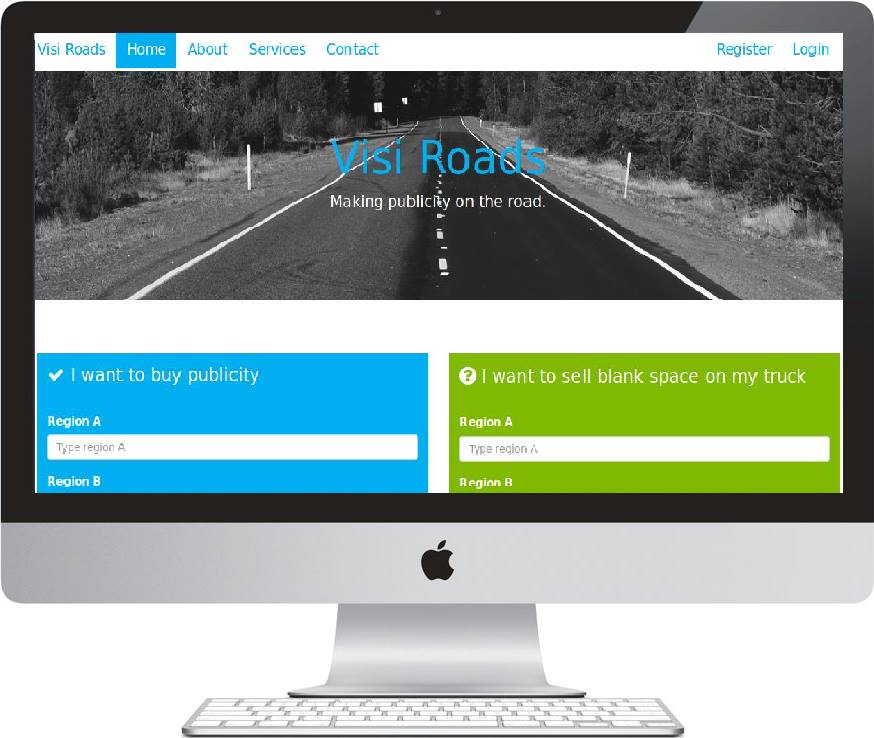 Visi Roads Home About Services Contact Register Login
Visi Roads
Making publicity on the road.
I want to buy publicity
Region A
Type region A
Region B
I want to sell blank space on my truck
Region A
Type region A
Region B